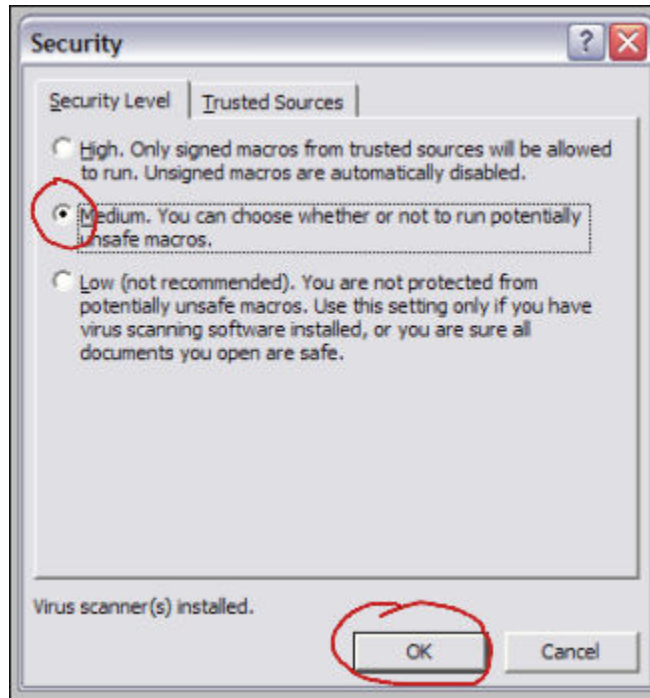 Security
?
Security Level
Trusted Sources
High. Only signed macros from trusted sources will be allowed
to run. Unsigned macros are automatically disabled.
Medium. You can choose whether or not to run potentially
unsafe macros.
Low (not recommended). You are not protected from
potentially unsafe macros. Use this setting only if you have
virus scanning software installed, or you are sure all
documents you open are safe.
Virus scanner(s) installed.
OK
Cancel